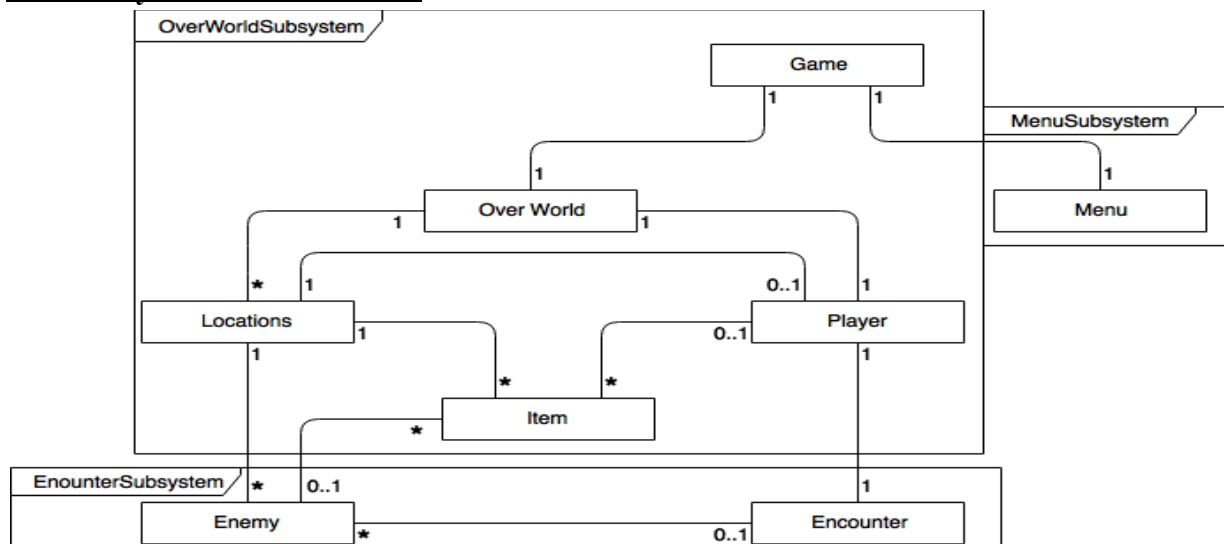 OverWorldSubsystem
Game
1 1
MenuSubsystem
1 1
Over World Menu
1 1
* 1 0..1 1
Locations Player
1 1 0..1 1
* *
Item
*
EnounterSubsystem
* 0..1 1
Enemy Encounter
* 0..1